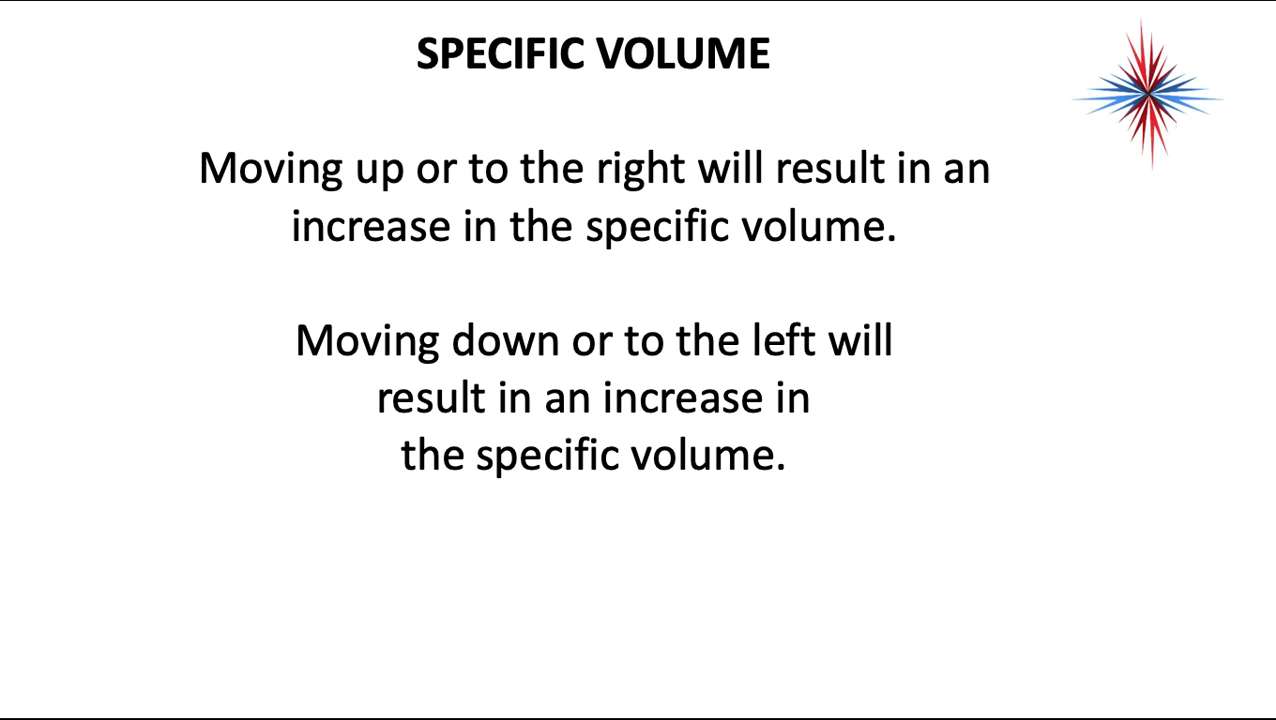 SPECIFIC VOLUME
Moving up or to the right will result in an
increase in the specific volume.
Moving down or to the left will
result in an increase in
the specific volume.